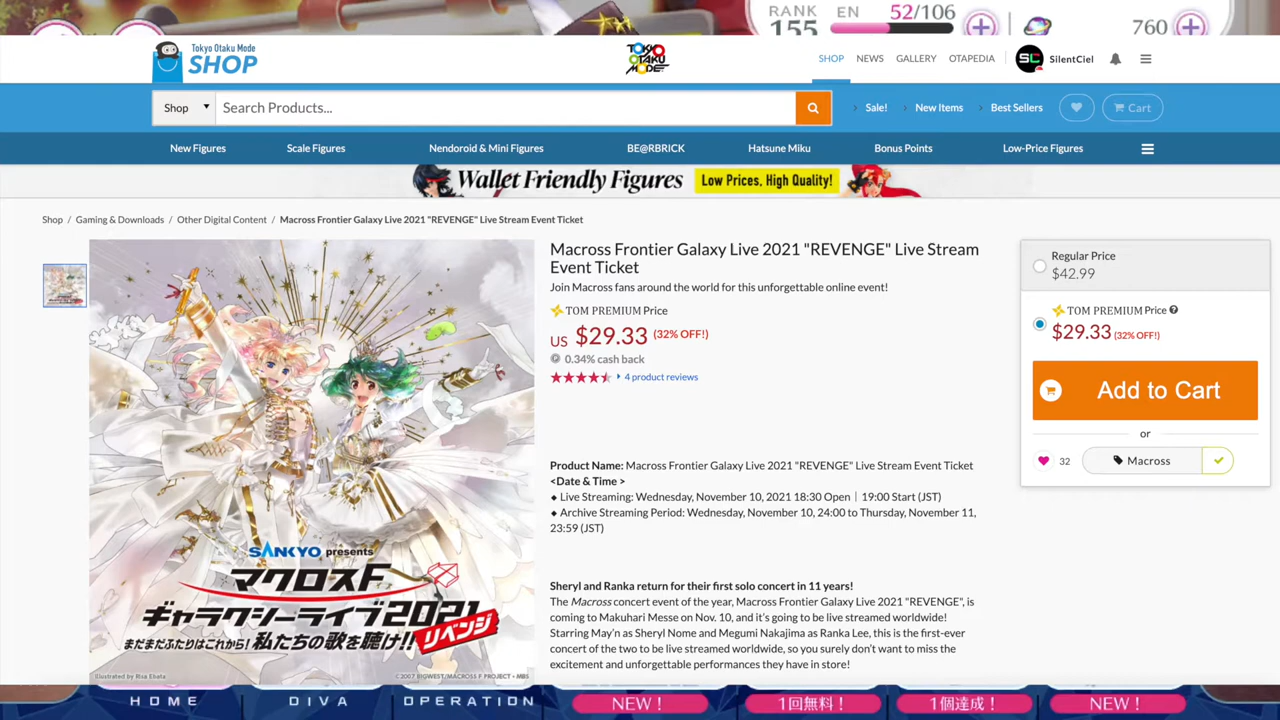 RANK
155
EN
52/106
760
Tokyo Otaku Mode
SHOP
TOKYO
OTAKU
MODE
SHOP
NEWS
GALLERY
OTAPEDIA
SC
SilentCiel
Shop
Search Products...
Sale!
New Items
Best Sellers
Cart
New Figures
Scale Figures
Nendoroid & Mini Figures
BE@RBRICK
Hatsune Miku
Bonus Points
Low-Price Figures
Wallet Friendly Figures
Low Prices, High Quality!
Shop / Gaming & Downloads / Other Digital Content / Macross Frontier Galaxy Live 2021 "REVENGE" Live Stream Event Ticket
SANKYO presents
マクロスF
ギャラクシーライブ2021
リベンジ
まだまだふたりはこれから! 私たちの歌を聴け!!
Illustrated by Risa Ebata
©2007 BIGWEST/MACROSS F PROJECT・MBS
Macross Frontier Galaxy Live 2021 "REVENGE" Live Stream
Event Ticket
Join Macross fans around the world for this unforgettable online event!
TOM PREMIUM Price
US $29.33 (32% OFF!)
0.34% cash back
4 product reviews
Product Name: Macross Frontier Galaxy Live 2021 "REVENGE" Live Stream Event Ticket
<Date & Time >
◆ Live Streaming: Wednesday, November 10, 2021 18:30 Open｜19:00 Start (JST)
◆ Archive Streaming Period: Wednesday, November 10, 24:00 to Thursday, November 11,
23:59 (JST)
Sheryl and Ranka return for their first solo concert in 11 years!
The Macross concert event of the year, Macross Frontier Galaxy Live 2021 "REVENGE", is
coming to Makuhari Messe on Nov. 10, and it's going to be live streamed worldwide!
Starring May'n as Sheryl Nome and Megumi Nakajima as Ranka Lee, this is the first-ever
concert of the two to be live streamed worldwide, so you surely don't want to miss the
excitement and unforgettable performances they have in store!
Regular Price
$42.99
TOM PREMIUM Price
$29.33 (32% OFF!)
Add to Cart
or
32
Macross
HOME
DIVA
OPERATION
NEW!
1回無料!
1個達成!
NEW!